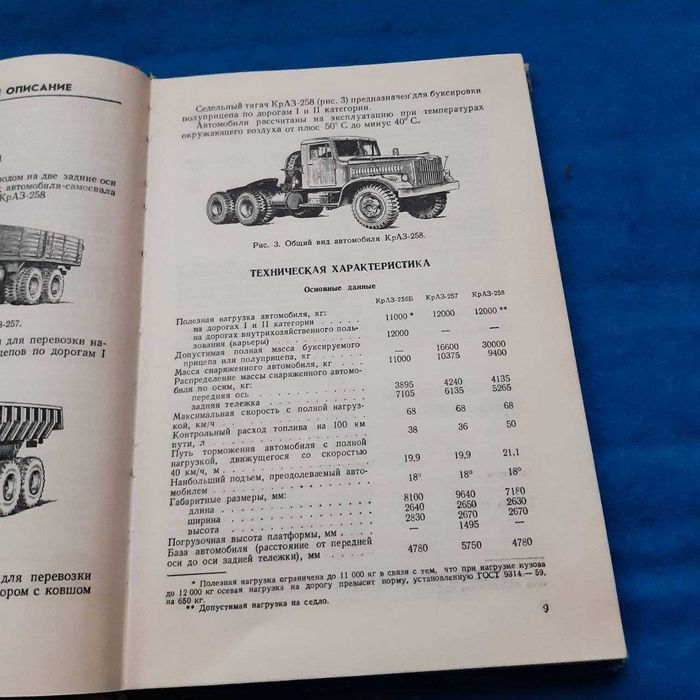 ОПИСАНИЕ
водом на две задние оси
автомобиля-самосвала
КрАЗ-258
-257.
для перевозки
цепов по дорогам I
для перевозки
ором с ковшом
Седельный тягач КрАЗ-258 (рис. 3) предназначен для буксировки
полуприцепа по дорогам I и II категории.
Автомобили рассчитаны на эксплуатацию при температурах
окружающего воздуха от плюс 50° С до минус 40° С.
Рис. 3. Общий вид автомобиля КрАЗ-258.
ТЕХНИЧЕСКАЯ ХАРАКТЕРИСТИКА
Основные данные
КрАЗ-256Б КрАЗ-257 КрАЗ-258
Полезная нагрузка автомобиля, кг:
на дорогах I и II категории . . . . . 11000 * 12000 12000 **
на дорогах внутрихозяйственного поль-
зования (карьеры) . . . . . 12000 — —
Допустимая полная масса буксируемого
прицепа или полуприцепа, кг . . . . — 16600 30000
Масса снаряженного автомобиля, кг . . . 11000 10375 9400
Распределение массы снаряженного автомо-
биля по осям, кг:
передняя ось . . . . . 3895 4240 4135
задняя тележка . . . . . 7105 6135 5265
Максимальная скорость с полной нагруз-
кой, км/ч . . . . . 68 68 68
Контрольный расход топлива на 100 км
пути, л . . . . . 38 36 50
Путь торможения автомобиля с полной
нагрузкой, движущегося со скоростью
40 км/ч, м . . . . . 19,9 19,9 21,1
Наибольший подъем, преодолеваемый авто-
мобилем . . . . . 18° 18° 18°
Габаритные размеры, мм:
длина . . . . . 8100 9640 7180
ширина . . . . . 2640 2650 2630
высота . . . . . 2830 2670 2670
Погрузочная высота платформы, мм . . . — 1495 —
База автомобиля (расстояние от передней
оси до оси задней тележки), мм . . . . 4780 5750 4780
* Полезная нагрузка ограничена до 11 000 кг в связи с тем, что при нагрузке кузова
до 12 000 кг осевая нагрузка на дорогу превысит норму, установленную ГОСТ 9314 — 59,
на 650 кг.
** Допустимая нагрузка на седло.
9